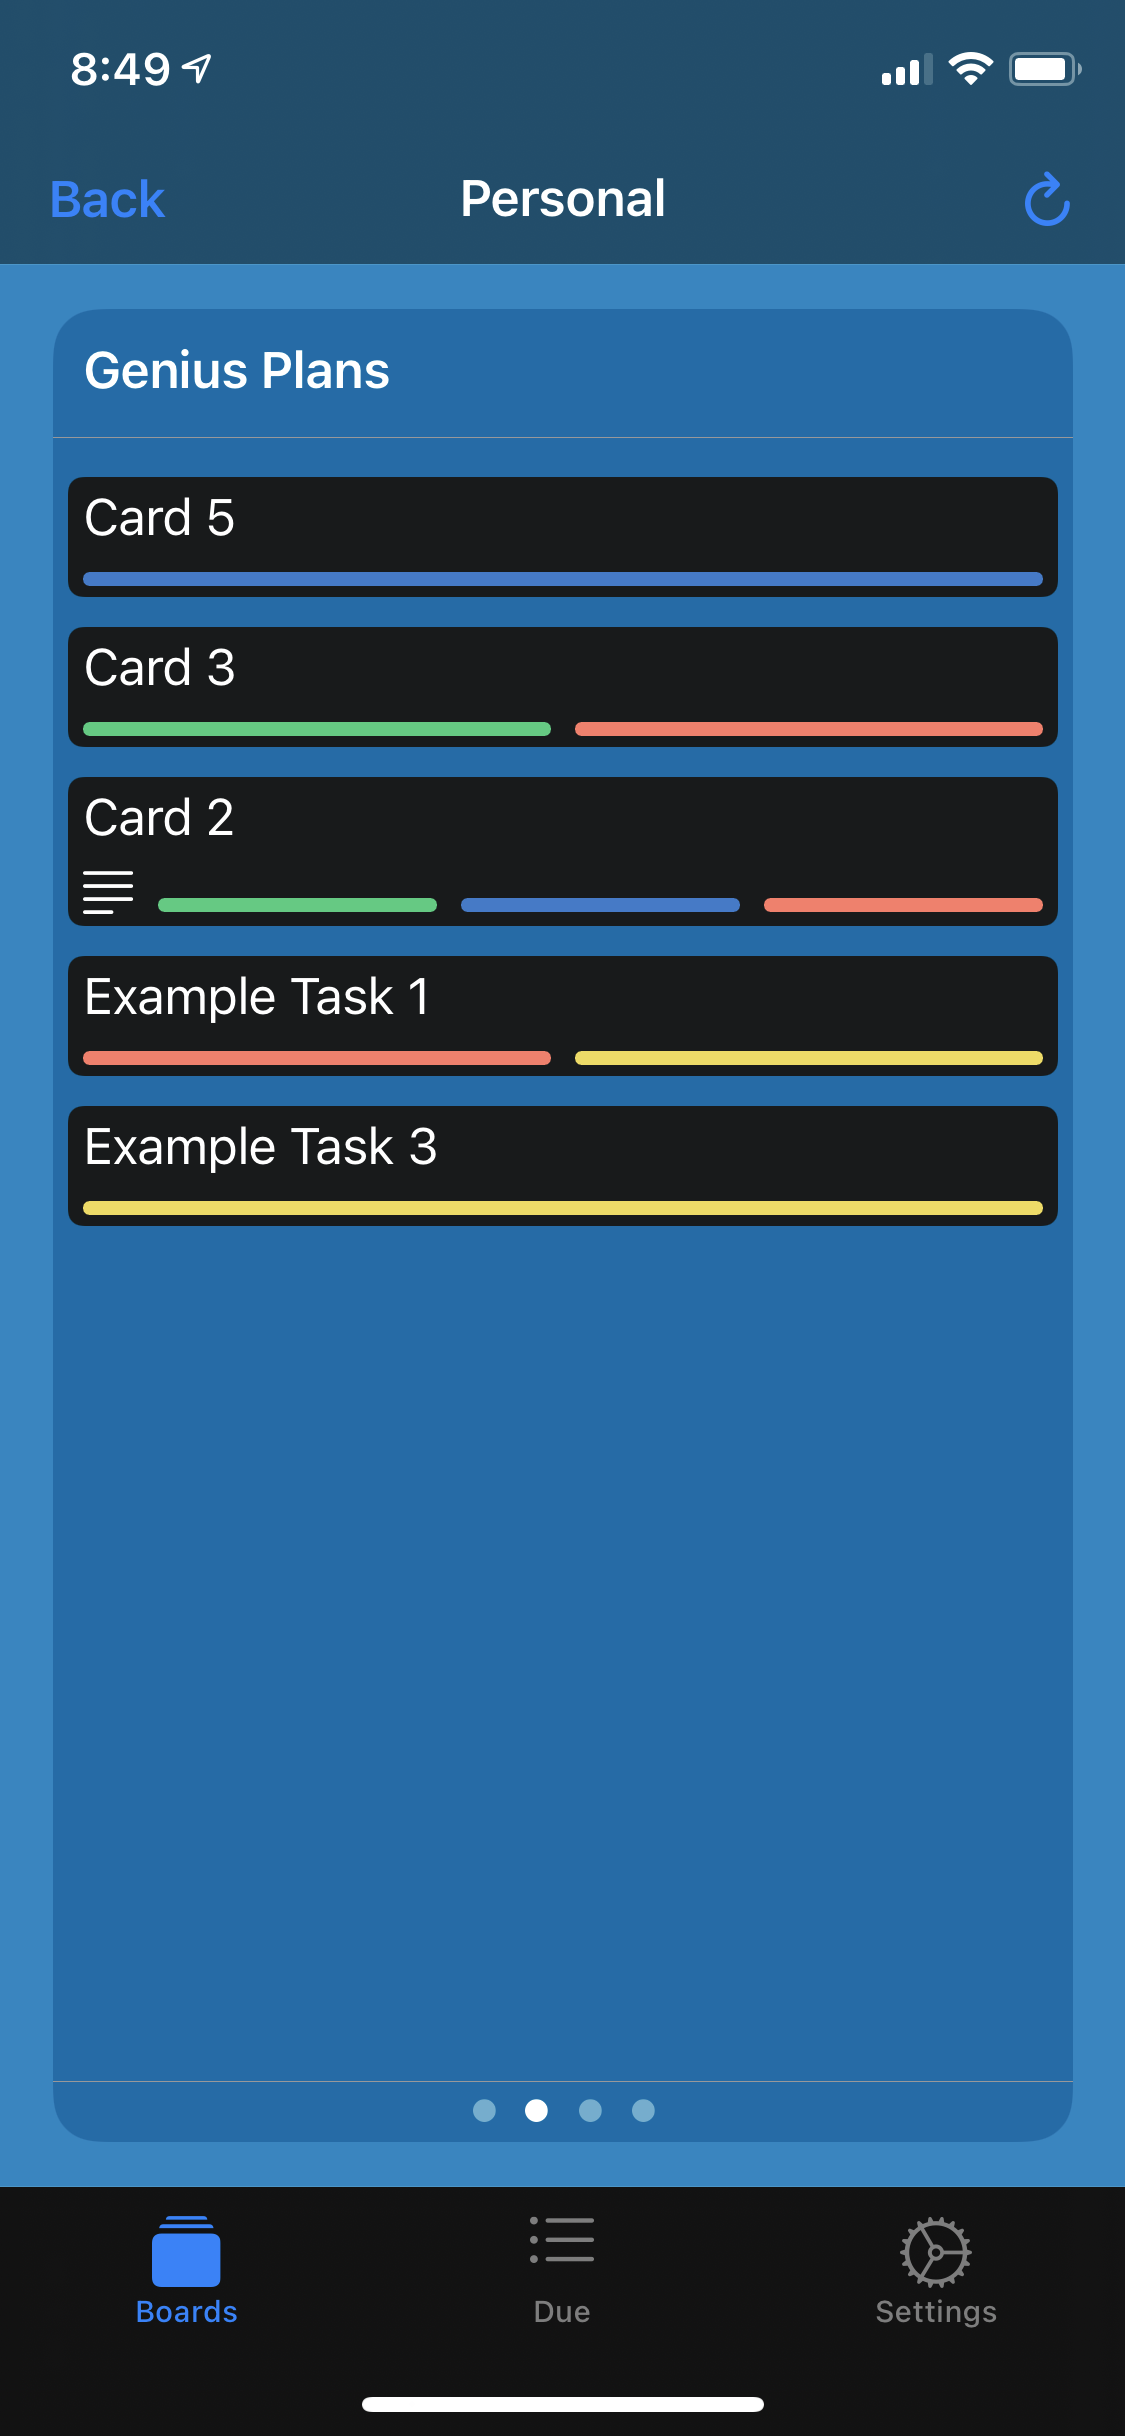 8:49
Back
Personal
Genius Plans
Card 5
Card 3
Card 2
Example Task 1
Example Task 3
Boards
Due
Settings